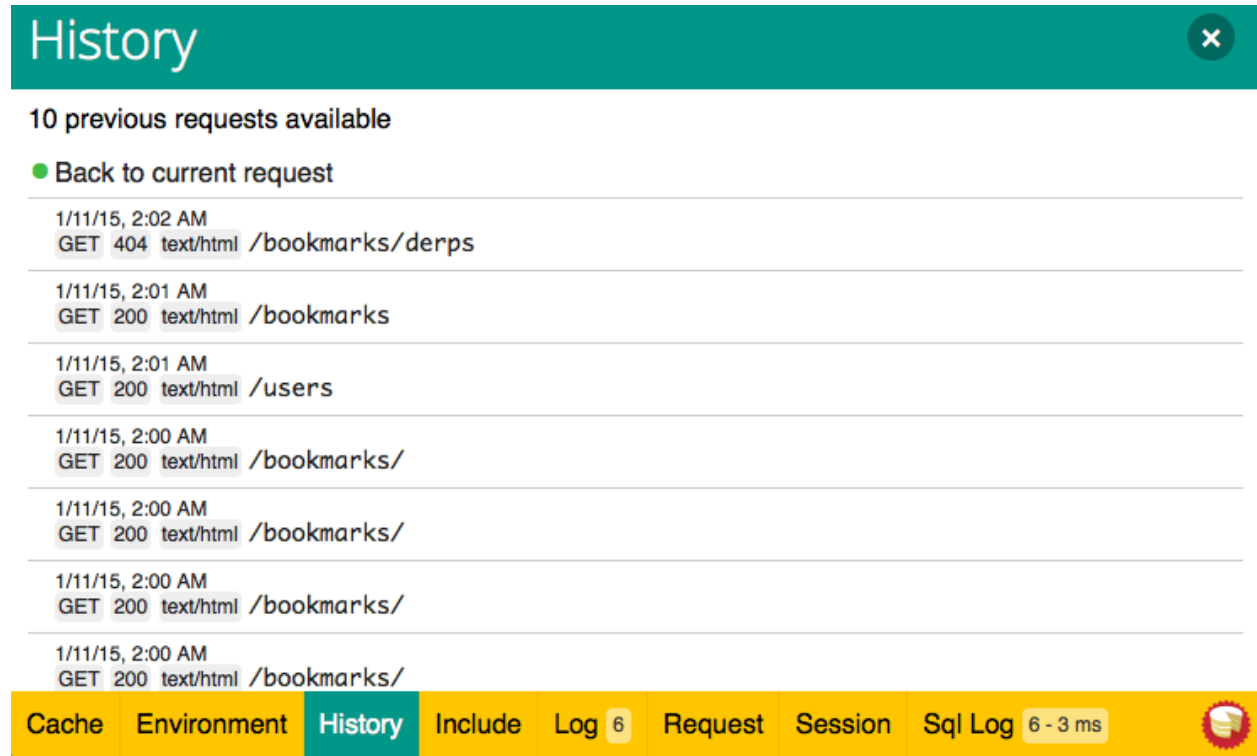 History
10 previous requests available
Back to current request
1/11/15, 2:02 AM
GET 404 text/html /bookmarks/derps
1/11/15, 2:01 AM
GET 200 text/html /bookmarks
1/11/15, 2:01 AM
GET 200 text/html /users
1/11/15, 2:00 AM
GET 200 text/html /bookmarks/
1/11/15, 2:00 AM
GET 200 text/html /bookmarks/
1/11/15, 2:00 AM
GET 200 text/html /bookmarks/
1/11/15, 2:00 AM
GET 200 text/html /bookmarks/
Cache Environment History Include Log 6 Request Session Sql Log 6 - 3 ms